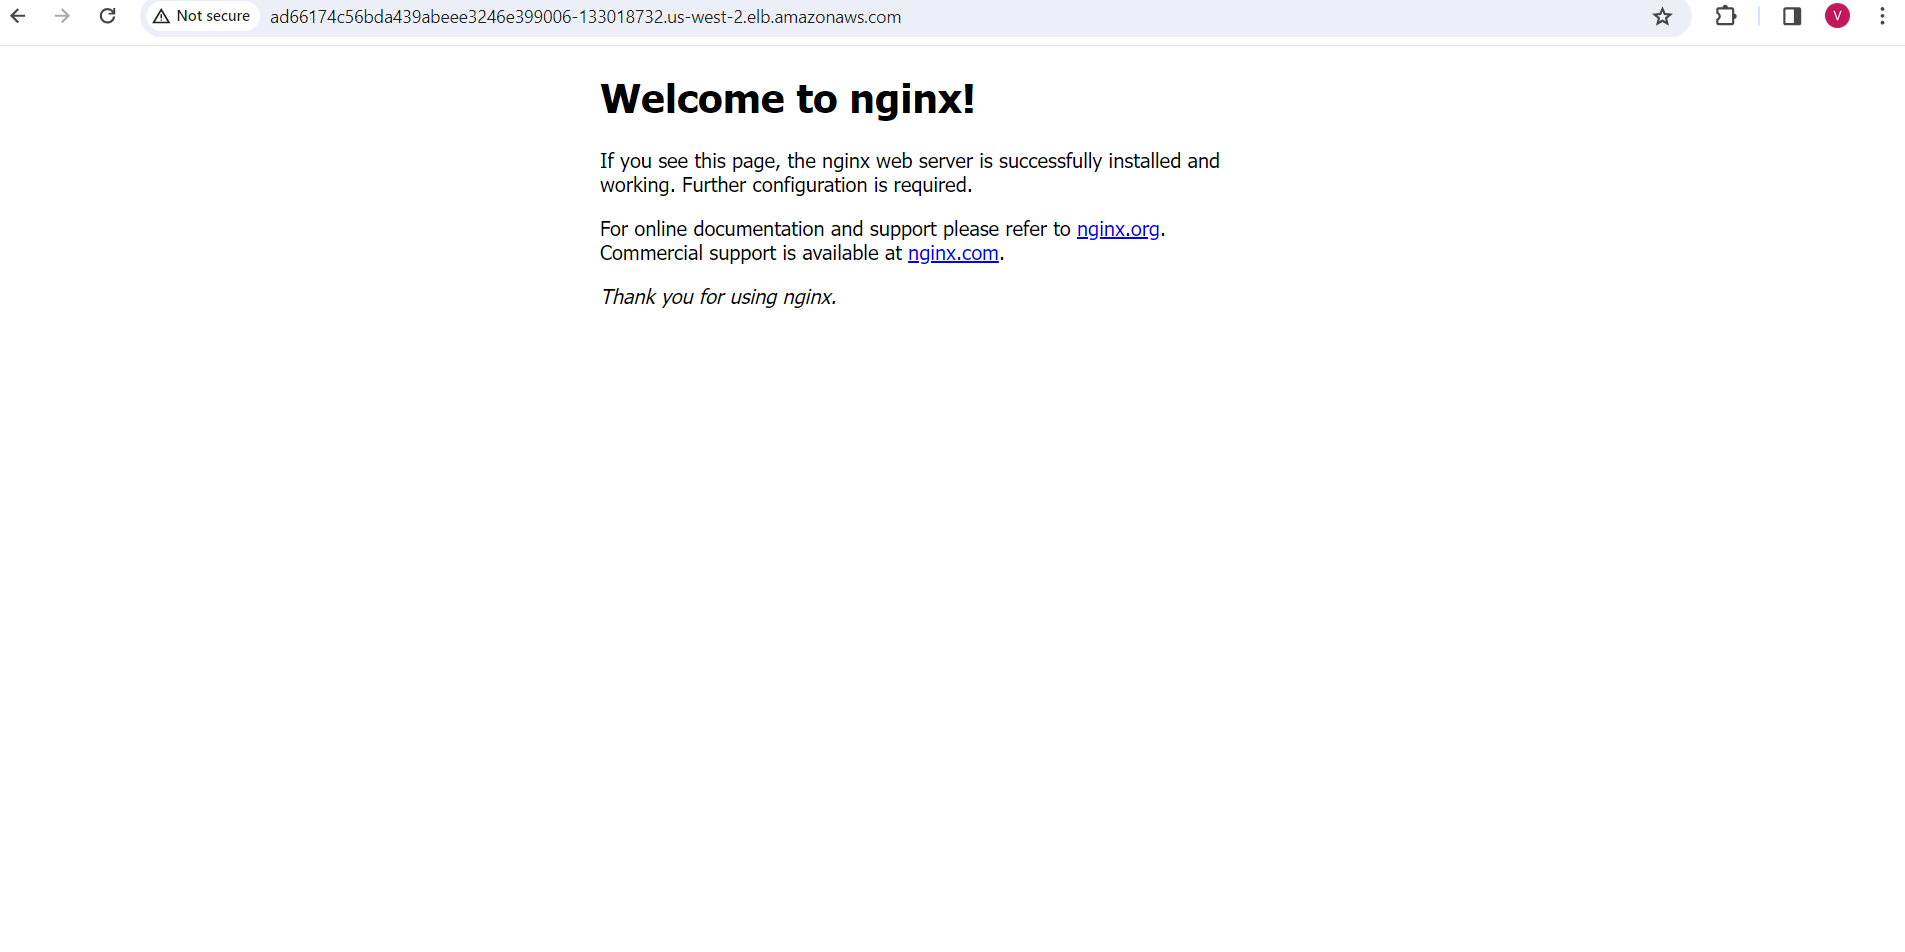 Not secure ad66174c56bda439abeee3246e399006-133018732.us-west-2.elb.amazonaws.com V
Welcome to nginx!
If you see this page, the nginx web server is successfully installed and
working. Further configuration is required.
For online documentation and support please refer to nginx.org.
Commercial support is available at nginx.com.
Thank you for using nginx.